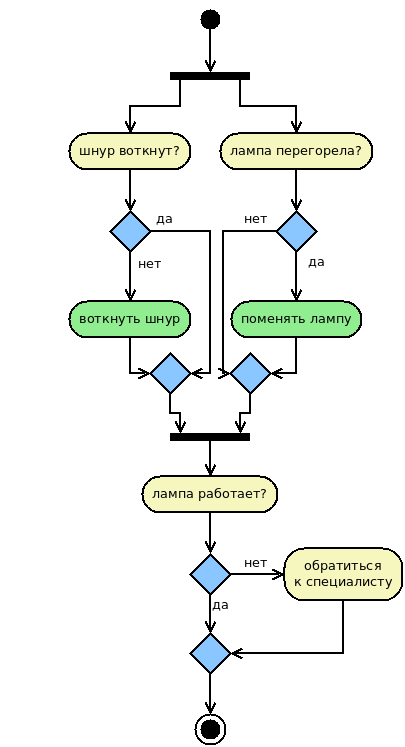 шнур воткнут?
лампа перегорела?
да
нет
нет
да
воткнуть шнур
поменять лампу
лампа работает?
нет
обратиться
к специалисту
да